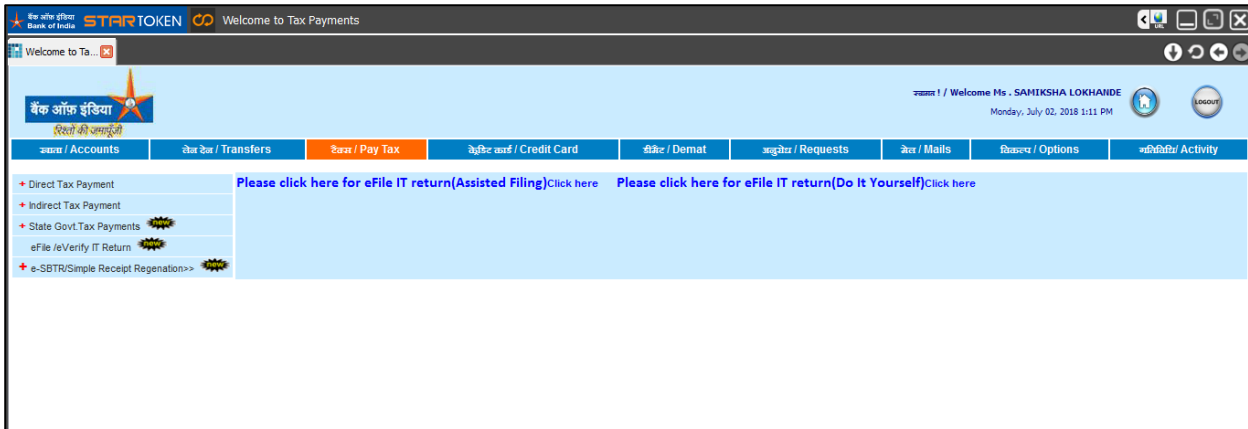 बैंक ऑफ़ इंडिया
Bank of India STAR TOKEN Welcome to Tax Payments URL
Welcome to Ta...
बैंक ऑफ़ इंडिया
रिश्तों की जमापूँजी
स्वागत ! / Welcome Ms . SAMIKSHA LOKHANDE
Monday, July 02, 2018 1:11 PM
LOGOUT
खाता / Accounts लेन देन / Transfers टैक्स / Pay Tax क्रेडिट कार्ड / Credit Card डीमैट / Demat अनुरोध / Requests मेल / Mails विकल्प / Options गतिविधि/ Activity
+ Direct Tax Payment
+ Indirect Tax Payment
+ State Govt.Tax Payments new
eFile /eVerify IT Return new
+ e-SBTR/Simple Receipt Regenation>> new
Please click here for eFile IT return(Assisted Filing)Click here Please click here for eFile IT return(Do It Yourself)Click here